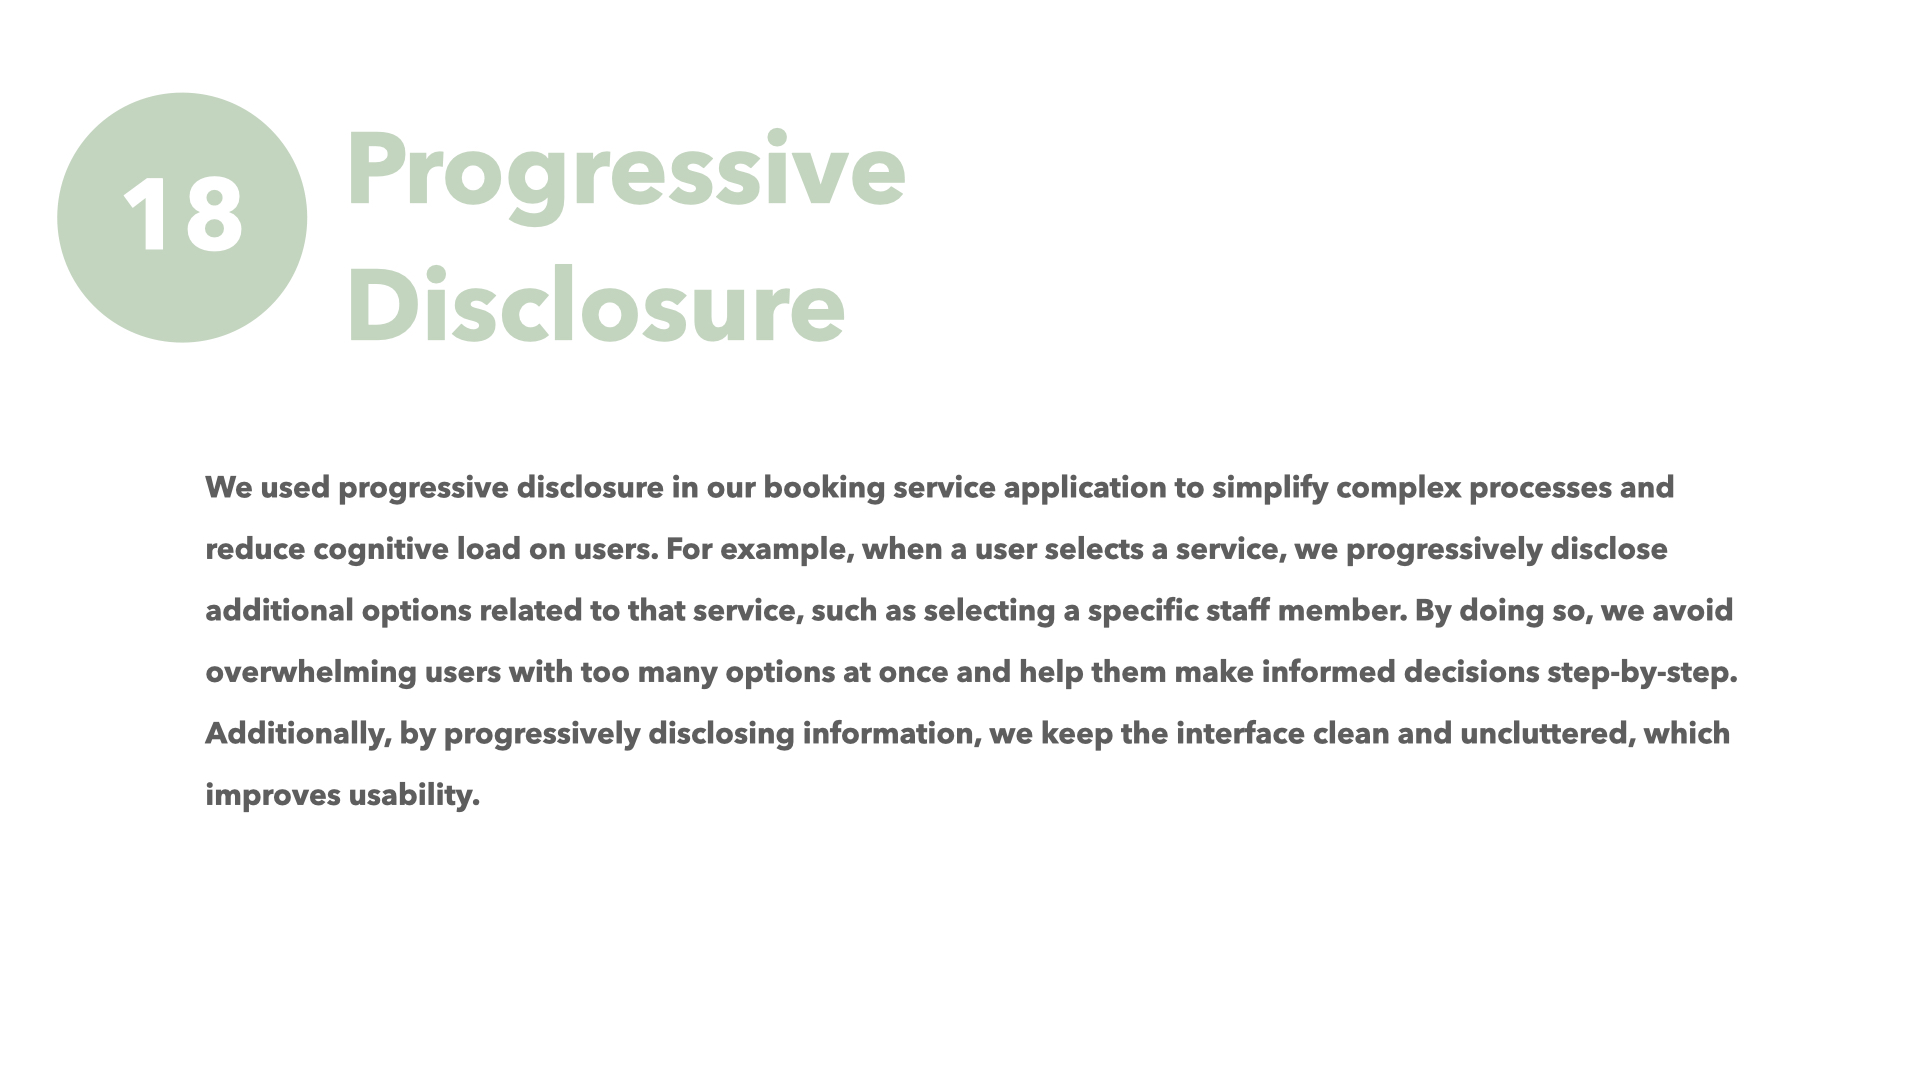 18
Progressive
Disclosure
We used progressive disclosure in our booking service application to simplify complex processes and
reduce cognitive load on users. For example, when a user selects a service, we progressively disclose
additional options related to that service, such as selecting a specific staff member. By doing so, we avoid
overwhelming users with too many options at once and help them make informed decisions step-by-step.
Additionally, by progressively disclosing information, we keep the interface clean and uncluttered, which
improves usability.